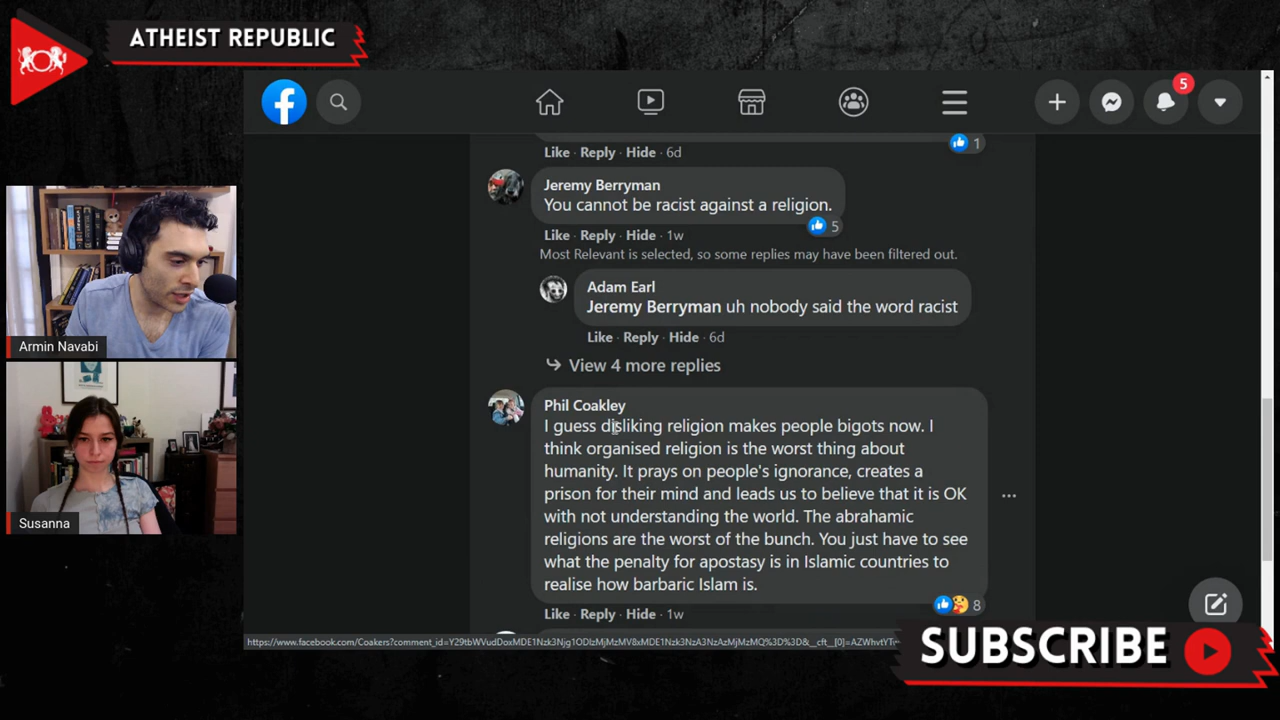 ATHEIST REPUBLIC
5
Like · Reply · Hide · 6d
1
Jeremy Berryman
You cannot be racist against a religion.
5
Like · Reply · Hide · 1w
Most Relevant is selected, so some replies may have been filtered out.
Adam Earl
Jeremy Berryman uh nobody said the word racist
Like · Reply · Hide · 6d
View 4 more replies
Phil Coakley
I guess disliking religion makes people bigots now. I
think organised religion is the worst thing about
humanity. It prays on people's ignorance, creates a
prison for their mind and leads us to believe that it is OK
with not understanding the world. The abrahamic
religions are the worst of the bunch. You just have to see
what the penalty for apostasy is in Islamic countries to
realise how barbaric Islam is.
8
Like · Reply · Hide · 1w
Armin Navabi
Susanna
SUBSCRIBE